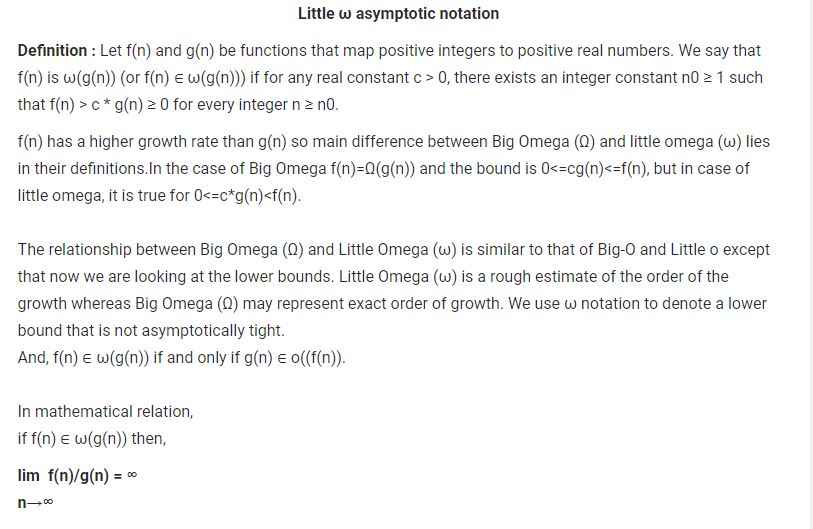 Little ω asymptotic notation
Definition : Let f(n) and g(n) be functions that map positive integers to positive real numbers. We say that
f(n) is ω(g(n)) (or f(n) ∈ ω(g(n))) if for any real constant c > 0, there exists an integer constant n0 ≥ 1 such
that f(n) > c * g(n) ≥ 0 for every integer n ≥ n0.
f(n) has a higher growth rate than g(n) so main difference between Big Omega (Ω) and little omega (ω) lies
in their definitions.In the case of Big Omega f(n)=Ω(g(n)) and the bound is 0<=cg(n)<=f(n), but in case of
little omega, it is true for 0<=c*g(n)<f(n).
The relationship between Big Omega (Ω) and Little Omega (ω) is similar to that of Big-O and Little o except
that now we are looking at the lower bounds. Little Omega (ω) is a rough estimate of the order of the
growth whereas Big Omega (Ω) may represent exact order of growth. We use ω notation to denote a lower
bound that is not asymptotically tight.
And, f(n) ∈ ω(g(n)) if and only if g(n) ∈ ο((f(n)).
In mathematical relation,
if f(n) ∈ ω(g(n)) then,
lim f(n)/g(n) = ∞
n→∞